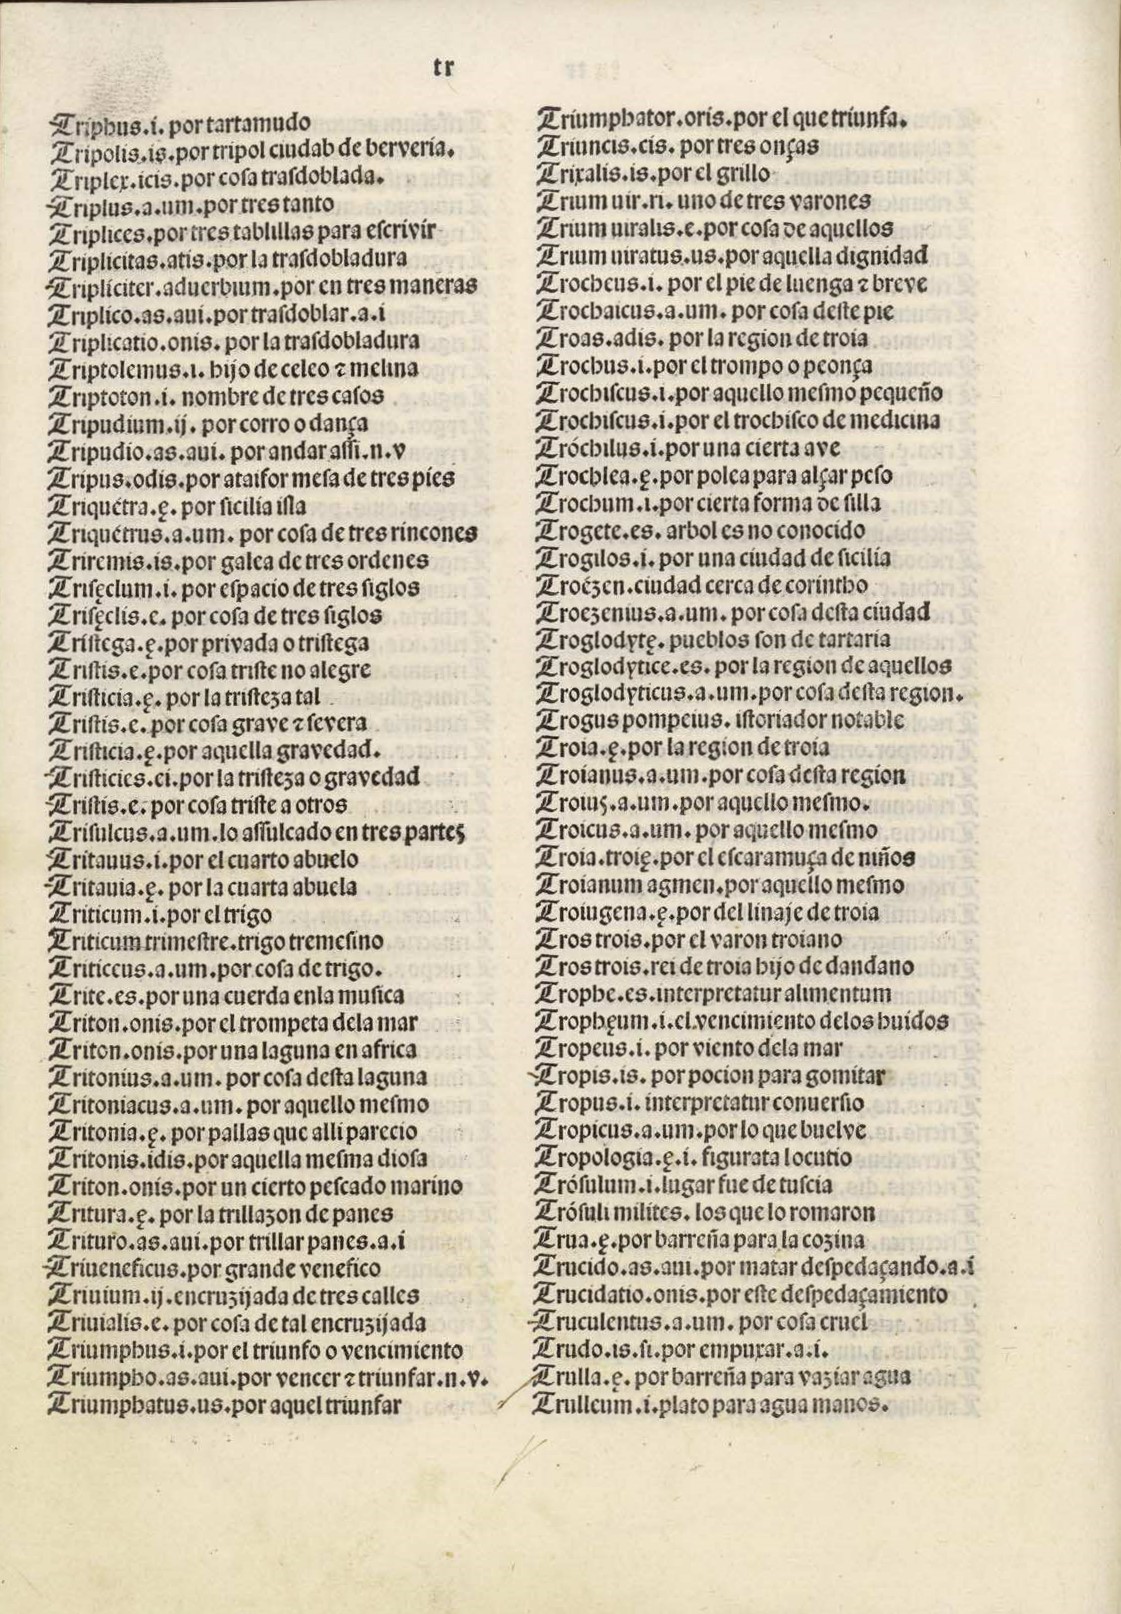 tr
Triphus.i. por tartamudo
Tripolis.is.por tripol ciudab de berveria.
Triplex.icis.por cosa trasdoblada.
Triplus.a.um.por tres tanto
Triplices.por tres tablillas para escrivir
Triplicitas.atis.por la trasdobladura
Tripliciter.aduerbium.por en tres maneras
Triplico.as.aui.por trasdoblar.a.i
Triplicatio.onis.por la trasdobladura
Triptolemus.i. hijo de celeo ⁊ melina
Triptoton.i. nombre de tres casos
Tripudium.ij. por corro o dança
Tripudio.as.aui. por andar assi.n.v
Tripus.odis.por ataifor mesa de tres pies
Triquétra.ę. por sicilia isla
Triquétrus.a.um. por cosa de tres rincones
Triremis.is.por galea de tres ordenes
Trisęclum.i. por espacio de tres siglos
Trisęclis.e. por cosa de tres siglos
Tristega.ę.por privada o tristega
Tristis.e.por cosa triste no alegre
Tristicia.ę. por la tristeza tal
Tristis.e.por cosa grave ⁊ severa
Tristicia.ę.por aquella gravedad.
Tristicies.ei.por la tristeza o gravedad
Tristis.e.por cosa triste a otros
Trisulcus.a.um.lo assulcado en tres partes
Tritauus.i.por el cuarto abuelo
Tritauia.ę. por la cuarta abuela
Triticum.i.por el trigo
Triticum trimestre.trigo tremesino
Triticeus.a.um.por cosa de trigo.
Trite.es.por una cuerda enla musica
Triton.onis.por el trompeta dela mar
Triton.onis.por una laguna en africa
Tritonius.a.um. por cosa desta laguna
Tritoniacus.a.um. por aquello mesmo
Tritonia.ę. por pallas que alli parecio
Tritonis.idis.por aquella mesma diosa
Triton.onis.por un cierto pescado marino
Tritura.ę. por la trillazon de panes
Trituro.as.aui.por trillar panes.a.i
Triueneficus.por grande venefico
Triuium.ij.encruzijada de tres calles
Triuialis.e.por cosa de tal encruzijada
Triumphus.i.por el triunfo o vencimiento
Triumpho.as.aui.por vencer ⁊ triunfar.n.v.
Triumphatus.us.por aquel triunfar
Triumphator.oris.por el que triunfa.
Triuncis.cis. por tres onças
Trixalis.is.por el grillo
Trium uir.ri. uno de tres varones
Trium uiralis.e.por cosa de aquellos
Trium uiratus.us.por aquella dignidad
Trocheus.i. por el pie de luenga ⁊ breve
Trochaicus.a.um. por cosa deste pie
Troas.adis. por la region de troia
Trochus.i.por el trompo o peonça
Trochiscus.i.por aquello mesmo pequeño
Trochiscus.i.por el trochisco de medicina
Tróchilus.i.por una cierta ave
Trochlea.ę.por polea para alçar peso
Trochum.i.por cierta forma de silla
Trogete.es. arbol es no conocido
Trogilos.i. por una ciudad de sicilia
Troézen.ciudad cerca de corintho
Troezenius.a.um. por cosa desta ciudad
Troglodytę. pueblos son de tartaria
Troglodytice.es. por la region de aquellos
Troglodyticus.a.um.por cosa desta region.
Trogus pompeius. istoriador notable
Troia.ę.por la region de troia
Troianus.a.um.por cosa desta region
Troius.a.um.por aquello mesmo.
Troicus.a.um. por aquello mesmo
Troia.troię.por el escaramuça de niños
Troianum agmen.por aquello mesmo
Troiugena.ę.por del linaje de troia
Tros trois.por el varon troiano
Tros trois.rei de troia hijo de dandano
Trophe.es.interpretatur alimentum
Trophęum.i.el.vencimiento delos huidos
Tropeus.i. por viento dela mar
Tropis.is. por pocion para gomitar
Tropus.i. interpretatur conuersio
Tropicus.a.um.por lo que buelve
Tropologia.ę.i. figurata locutio
Trósulum.i.lugar fue de tuscia
Trósuli milites. los que lo romaron
Trua.ę.por barreña para la cozina
Trucido.as.aui.por matar despedaçando.a.i
Trucidatio.onis.por este despedaçamiento
Truculentus.a.um. por cosa cruel
Trudo.is.si.por empuxar.a.i.
Trulla.ę. por barreña para vaziar agua
Trulleum.i.plato para agua manos.